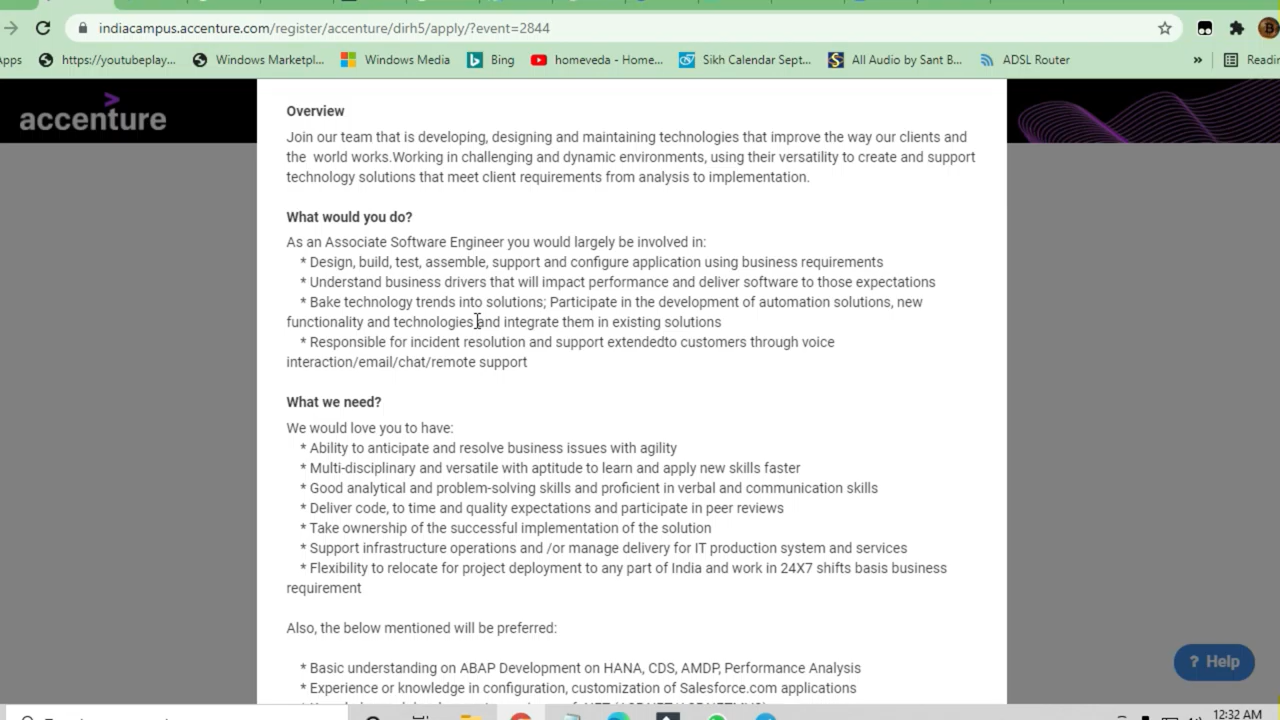 indiacampus.accenture.com/register/accenture/dirh5/apply/?event=2844
https://youtubeplay... Windows Marketpl... Windows Media Bing homeveda - Home... Sikh Calendar Sept... All Audio by Sant B... ADSL Router »
accenture
Overview
Join our team that is developing, designing and maintaining technologies that improve the way our clients and
the world works.Working in challenging and dynamic environments, using their versatility to create and support
technology solutions that meet client requirements from analysis to implementation.
What would you do?
As an Associate Software Engineer you would largely be involved in:
* Design, build, test, assemble, support and configure application using business requirements
* Understand business drivers that will impact performance and deliver software to those expectations
* Bake technology trends into solutions; Participate in the development of automation solutions, new
functionality and technologies and integrate them in existing solutions
* Responsible for incident resolution and support extendedto customers through voice
interaction/email/chat/remote support
What we need?
We would love you to have:
* Ability to anticipate and resolve business issues with agility
* Multi-disciplinary and versatile with aptitude to learn and apply new skills faster
* Good analytical and problem-solving skills and proficient in verbal and communication skills
* Deliver code, to time and quality expectations and participate in peer reviews
* Take ownership of the successful implementation of the solution
* Support infrastructure operations and /or manage delivery for IT production system and services
* Flexibility to relocate for project deployment to any part of India and work in 24X7 shifts basis business
requirement
Also, the below mentioned will be preferred:
* Basic understanding on ABAP Development on HANA, CDS, AMDP, Performance Analysis
* Experience or knowledge in configuration, customization of Salesforce.com applications
? Help
12:32 AM